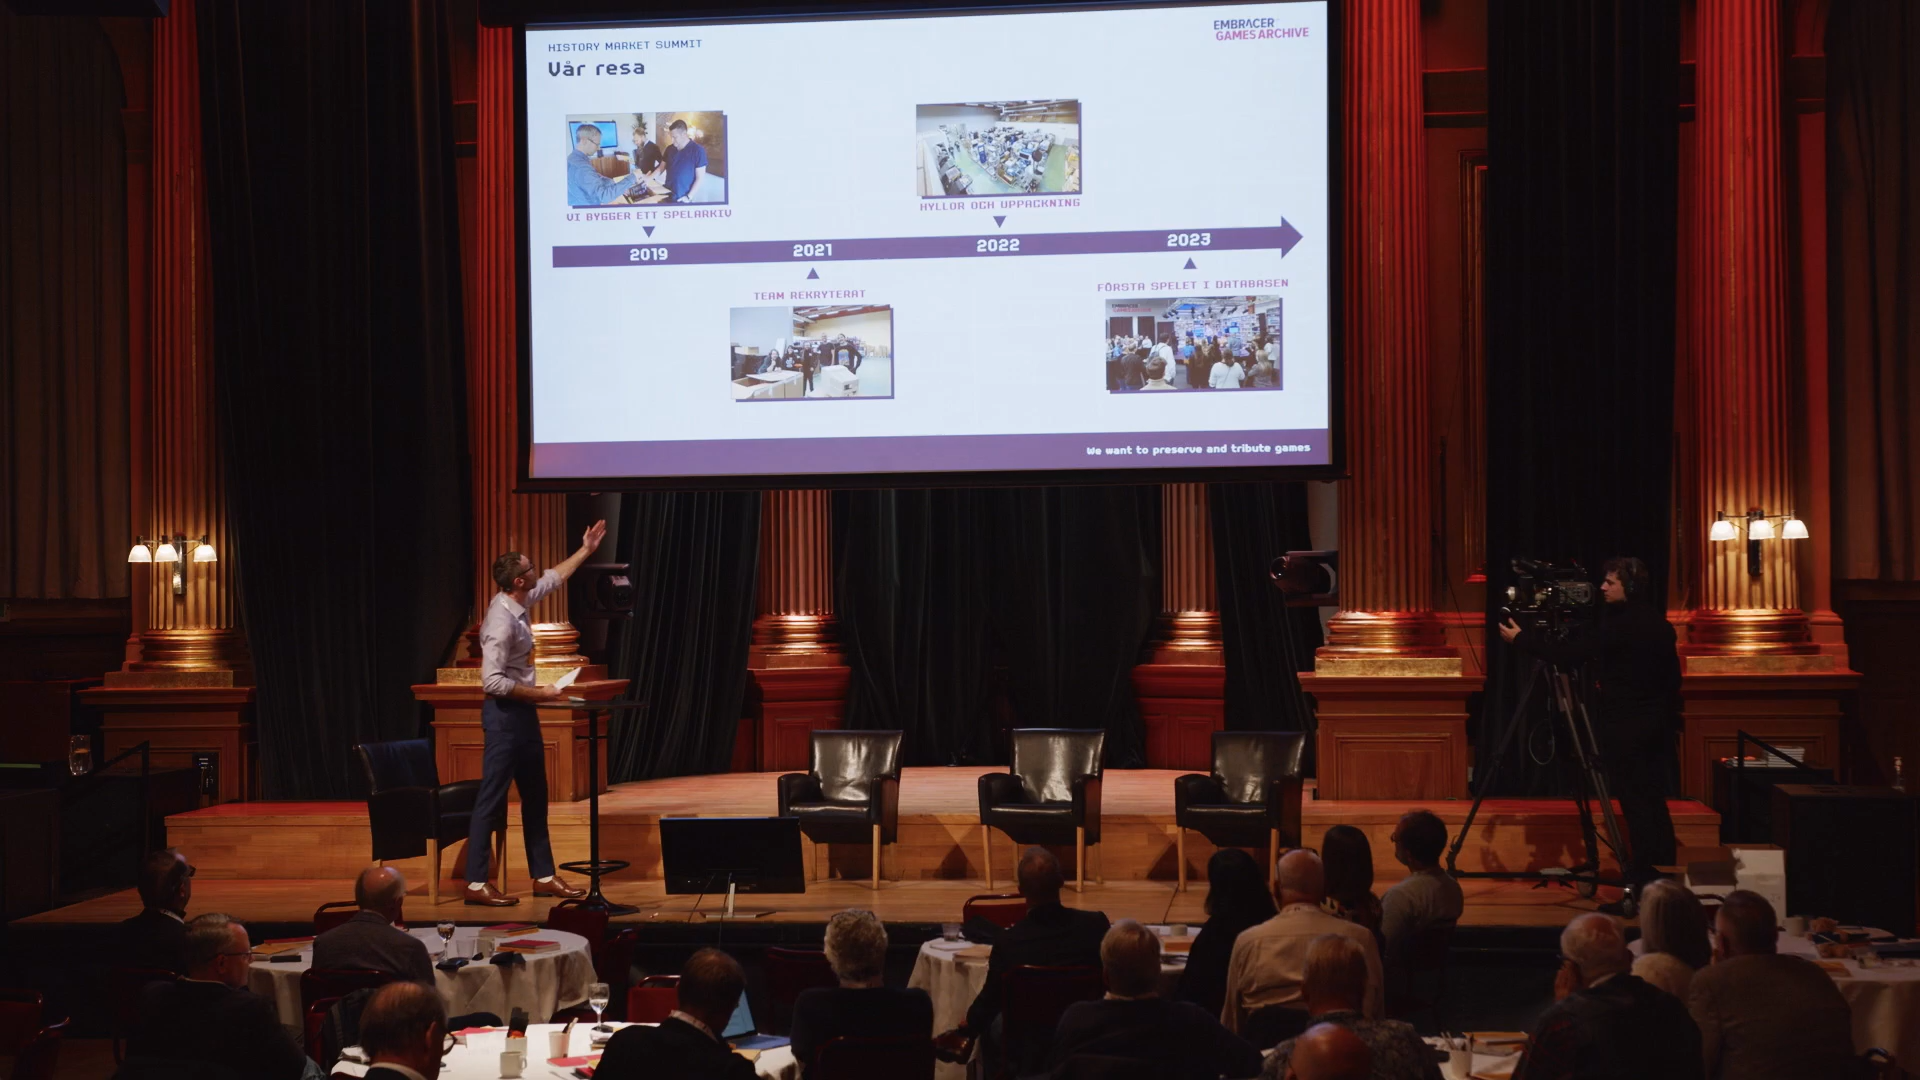 HISTORY MARKET SUMMIT
Vår resa
EMBRACER
GAMES ARCHIVE
VI BYGGER ETT SPELARKIV
HYLLOR OCH UPPACKNING
2019
2021
2022
2023
TEAM REKRYTERAT
FÖRSTA SPELET I DATABASEN
We want to preserve and tribute games